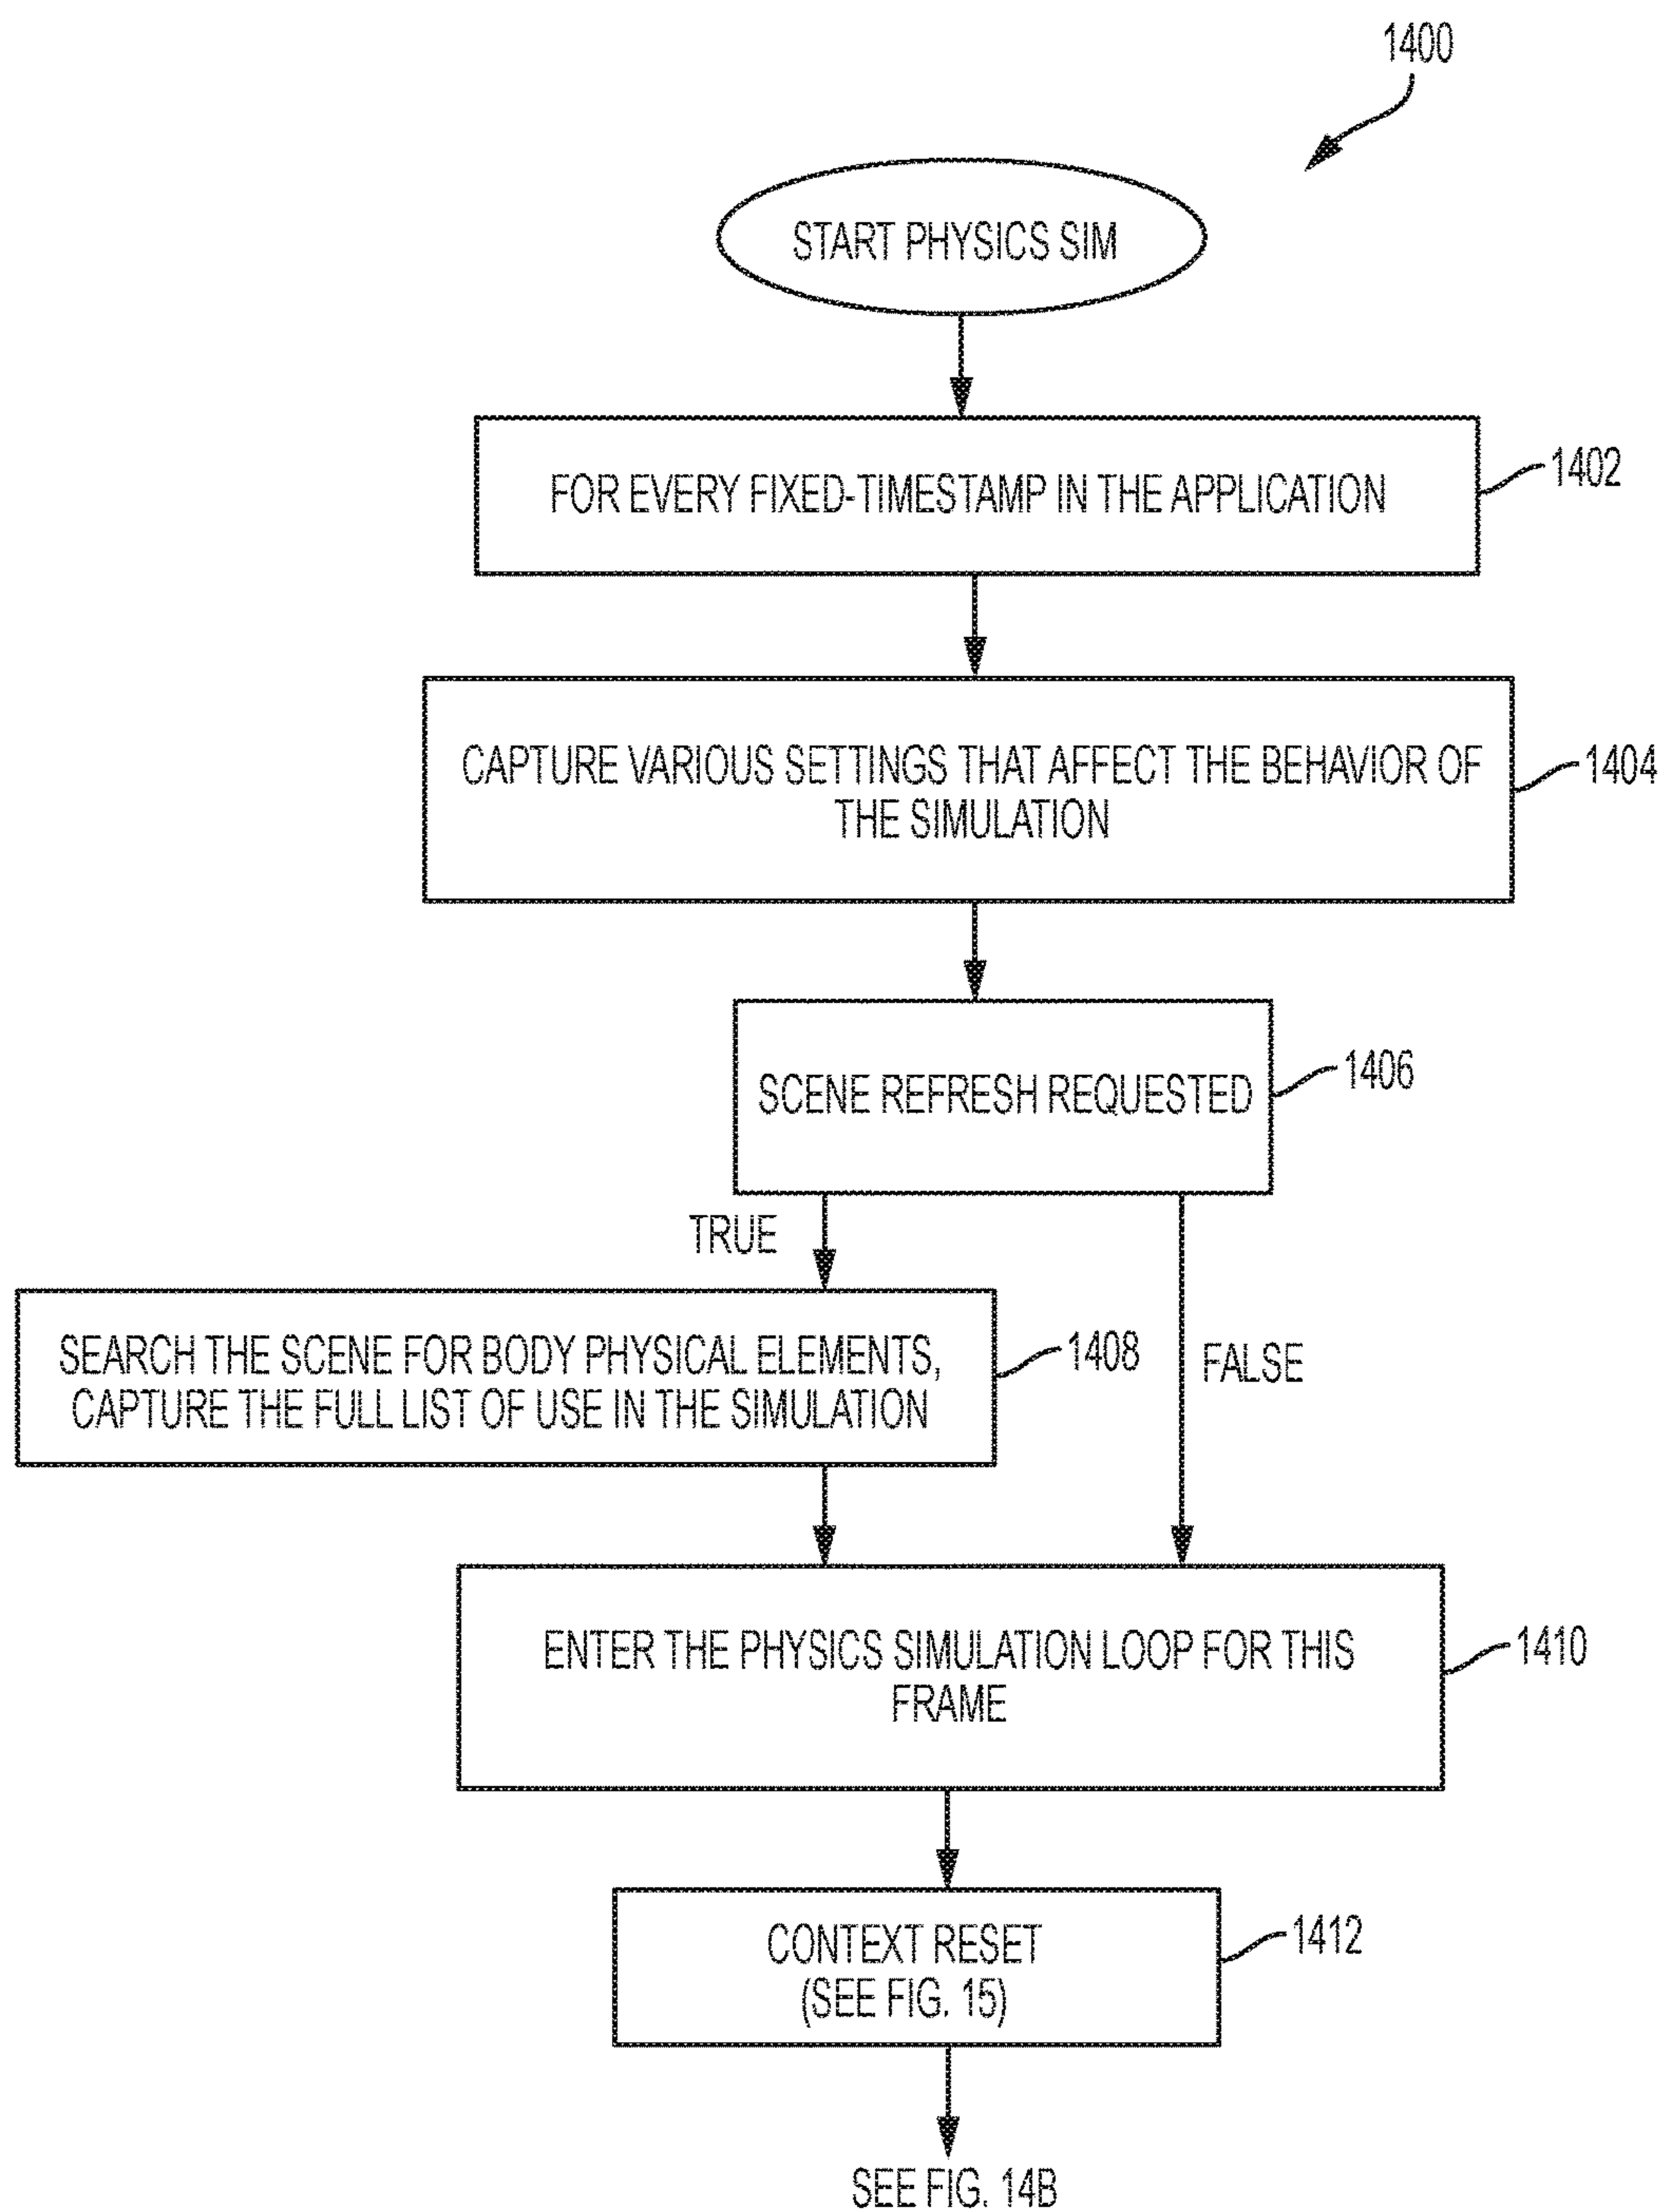 1400
START PHYSICS SIM
FOR EVERY FIXED-TIMESTAMP IN THE APPLICATION
1402
CAPTURE VARIOUS SETTINGS THAT AFFECT THE BEHAVIOR OF
THE SIMULATION
1404
SCENE REFRESH REQUESTED
1406
TRUE
FALSE
SEARCH THE SCENE FOR BODY PHYSICAL ELEMENTS,
CAPTURE THE FULL LIST OF USE IN THE SIMULATION
1408
ENTER THE PHYSICS SIMULATION LOOP FOR THIS
FRAME
1410
CONTEXT RESET
(SEE FIG. 15)
1412
SEE FIG. 14B